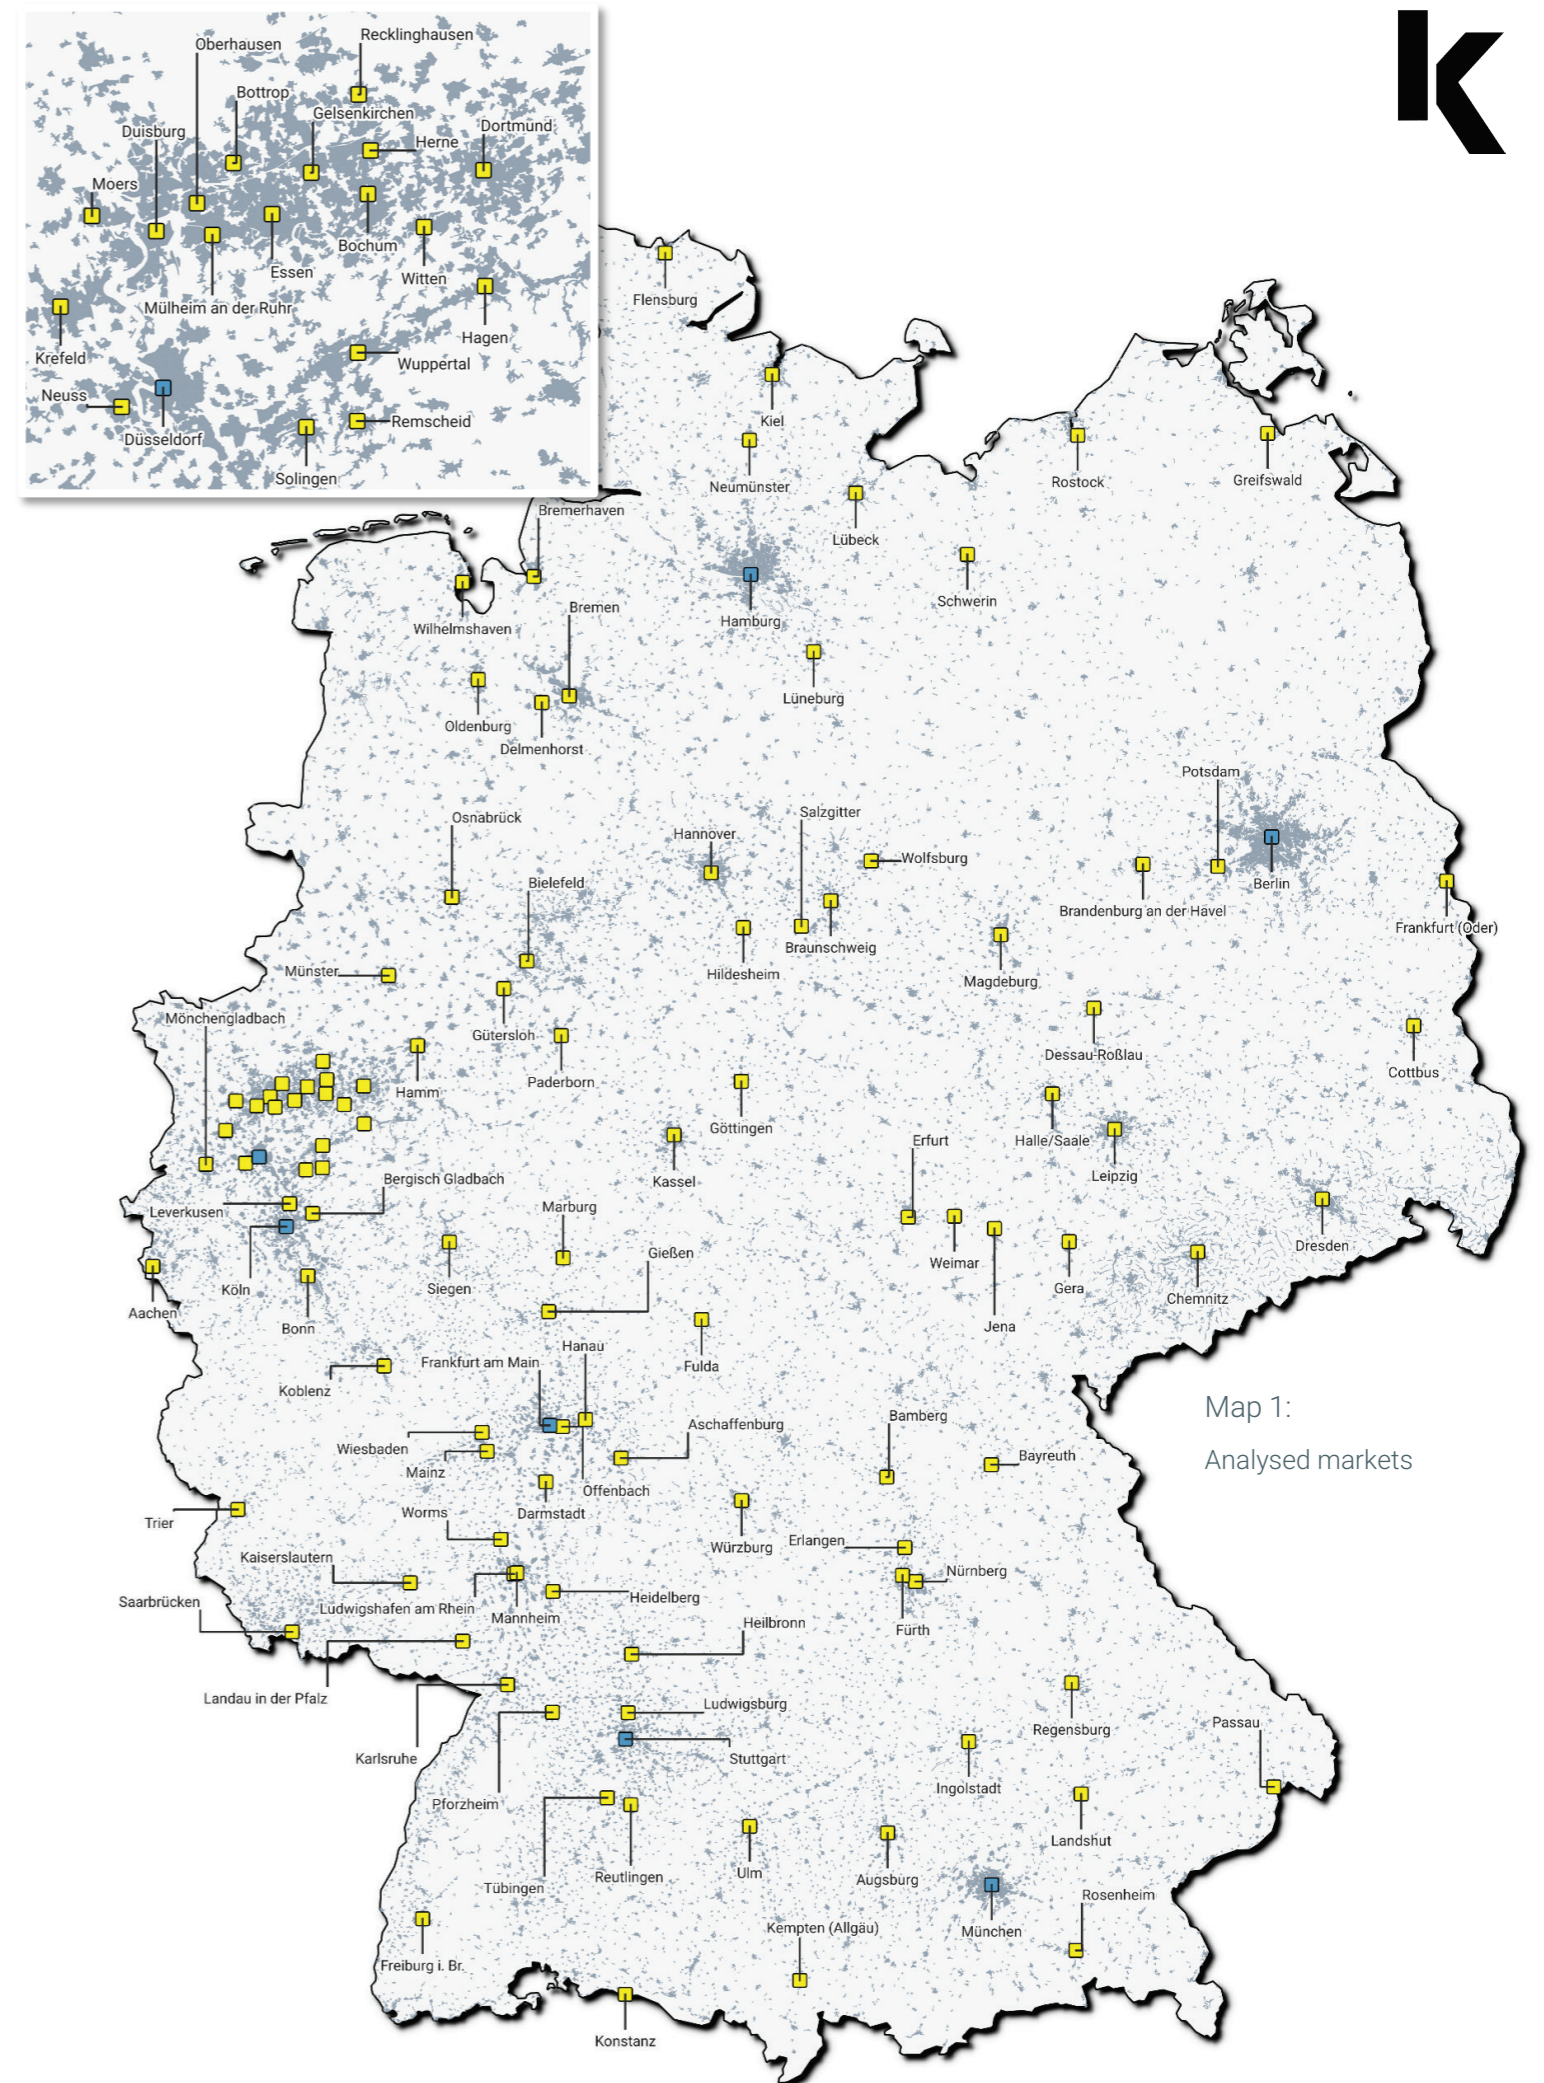 Recklinghausen
Oberhausen
Bottrop
Gelsenkirchen
Duisburg
Dortmund
Herne
Moers
Bochum
Essen
Witten
Mülheim an der Ruhr
Hagen
Krefeld
Wuppertal
Neuss
Remscheid
Düsseldorf
Solingen
Flensburg
Kiel
Neumünster
Rostock
Greifswald
Bremerhaven
Lübeck
Schwerin
Bremen
Hamburg
Wilhelmshaven
Lüneburg
Oldenburg
Delmenhorst
Potsdam
Osnabrück
Salzgitter
Hannover
Wolfsburg
Bielefeld
Berlin
Brandenburg an der Havel
Frankfurt (Oder)
Braunschweig
Münster
Hildesheim
Magdeburg
Mönchengladbach
Gütersloh
Dessau-Roßlau
Cottbus
Paderborn
Hamm
Göttingen
Erfurt
Halle/Saale
Leipzig
Kassel
Bergisch Gladbach
Marburg
Leverkusen
Dresden
Gießen
Weimar
Köln
Siegen
Gera
Chemnitz
Aachen
Bonn
Jena
Hanau
Frankfurt am Main
Fulda
Koblenz
Map 1:
Bamberg
Aschaffenburg
Wiesbaden
Bayreuth
Analysed markets
Mainz
Offenbach
Worms
Darmstadt
Trier
Würzburg
Erlangen
Kaiserslautern
Nürnberg
Saarbrücken
Heidelberg
Ludwigshafen am Rhein
Mannheim
Heilbronn
Fürth
Landau in der Pfalz
Ludwigsburg
Passau
Regensburg
Karlsruhe
Stuttgart
Ingolstadt
Pforzheim
Landshut
Ulm
Reutlingen
Augsburg
Tübingen
Rosenheim
Kempten (Allgäu)
München
Freiburg i. Br.
Konstanz